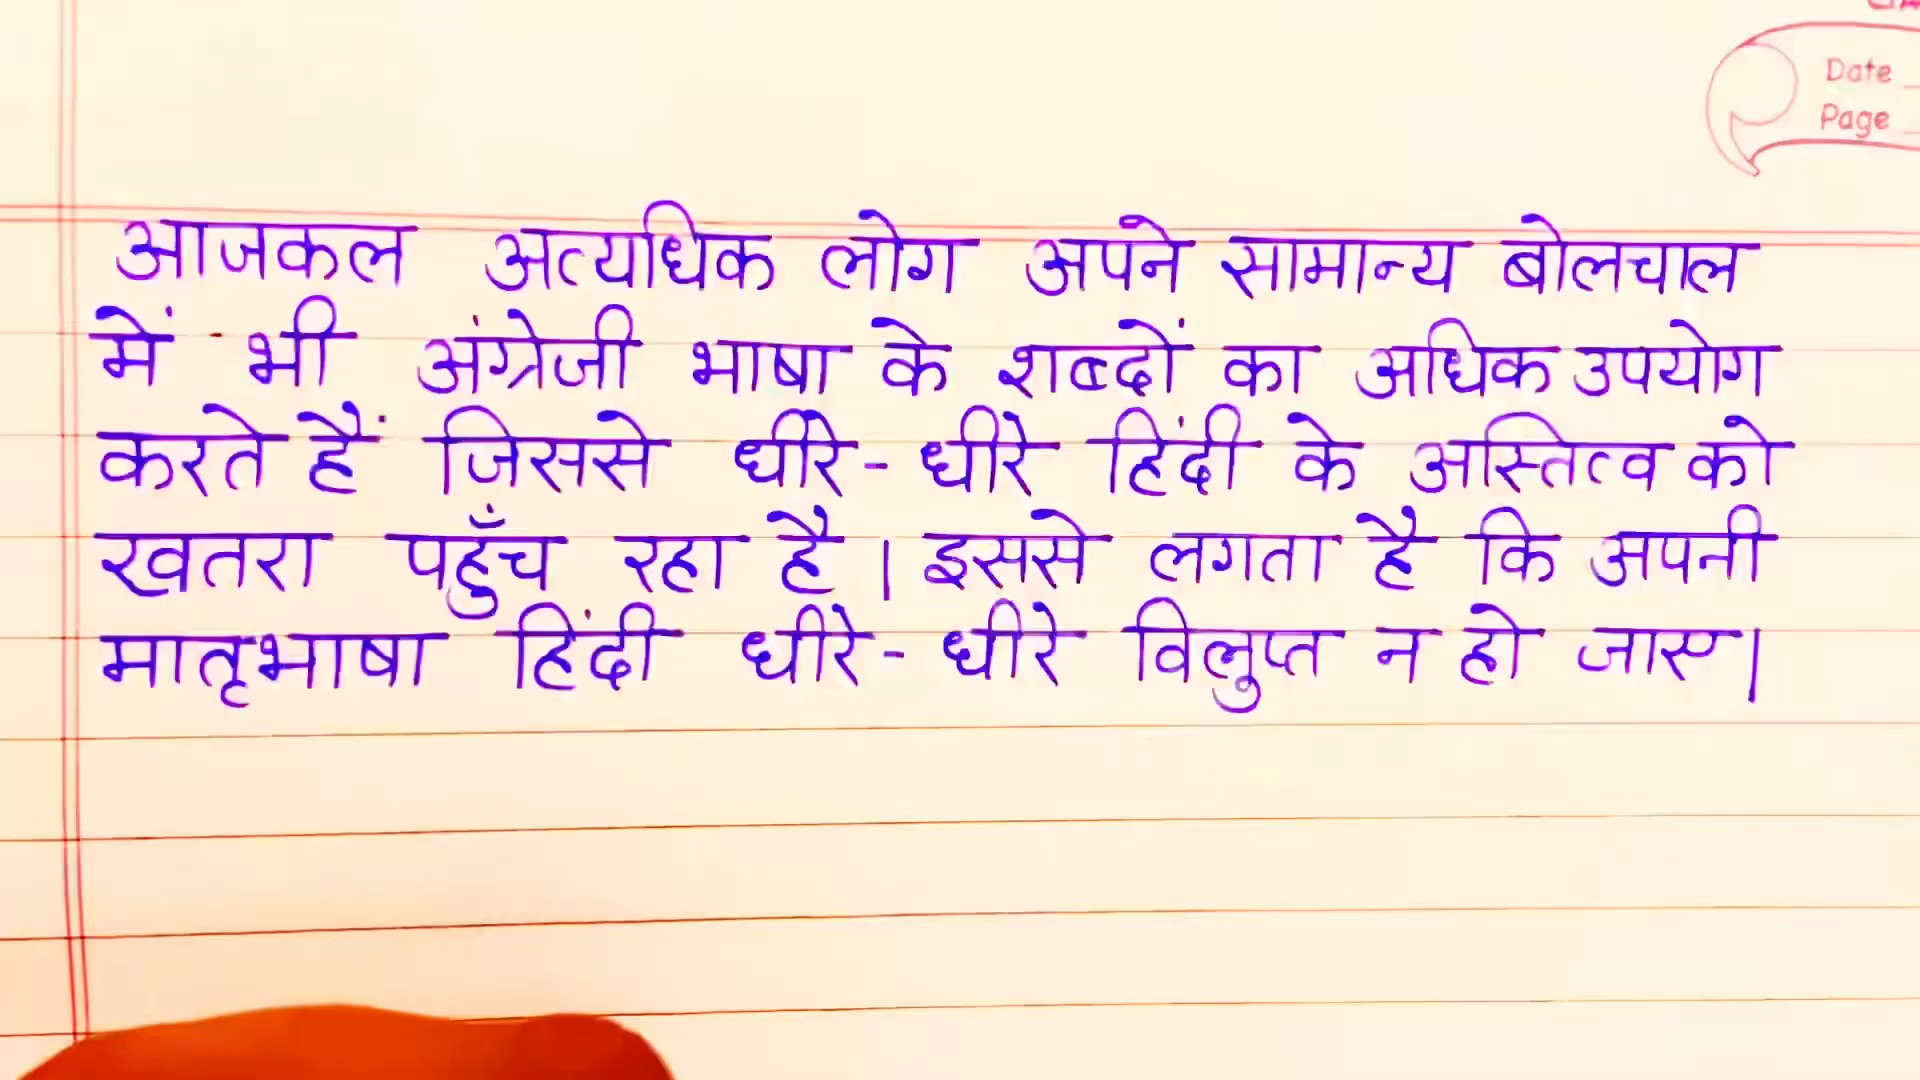 Date
Page
आजकल अत्यधिक लोग अपने सामान्य बोलचाल
में भी अंग्रेजी भाषा के शब्दों का अधिक उपयोग
करते हैं जिससे धीरे-धीरे हिंदी के अस्तित्व को
खतरा पहुँच रहा है। इससे लगता है कि अपनी
मातृभाषा हिंदी धीरे-धीरे विलुप्त न हो जाए।